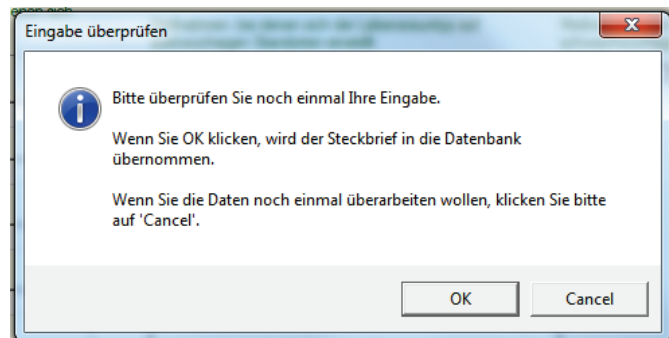 Eingabe überprüfen
Bitte überprüfen Sie noch einmal Ihre Eingabe.
Wenn Sie OK klicken, wird der Steckbrief in die Datenbank
übernommen.
Wenn Sie die Daten noch einmal überarbeiten wollen, klicken Sie bitte
auf 'Cancel'.
OK
Cancel